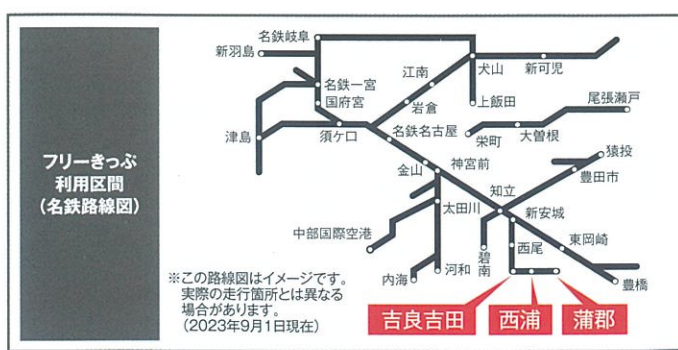 フリーきっぷ
利用区間
(名鉄路線図)
名鉄岐阜
新羽島
名鉄一宮
国府宮
津島
須ケ口
江南
岩倉
犬山
新可児
上飯田
尾張瀬戸
大曽根
栄町
名鉄名古屋
金山
神宮前
太田川
中部国際空港
内海
河和
知立
猿投
豊田市
新安城
碧南
西尾
東岡崎
豊橋
吉良吉田
西浦
蒲郡
※この路線図はイメージです。
実際の走行箇所とは異なる
場合があります。
(2023年9月1日現在)